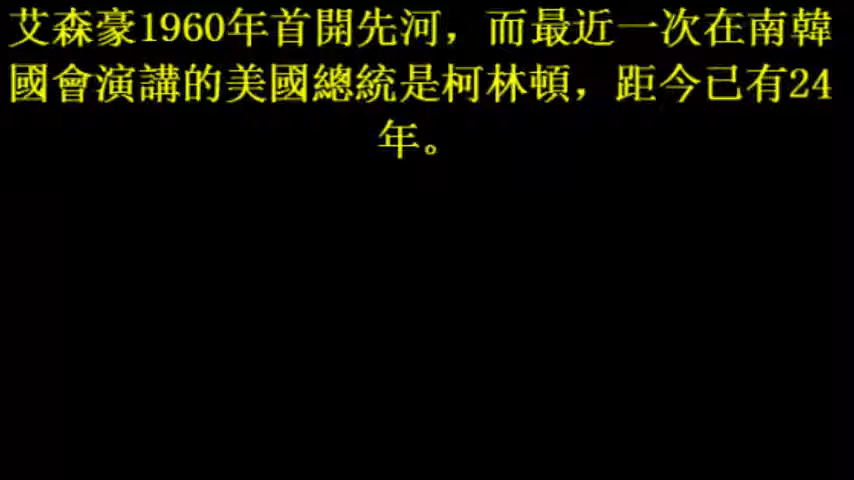 艾森豪1960年首開先河，而最近一次在南韓
國會演講的美國總統是柯林頓，距今已有24
年。